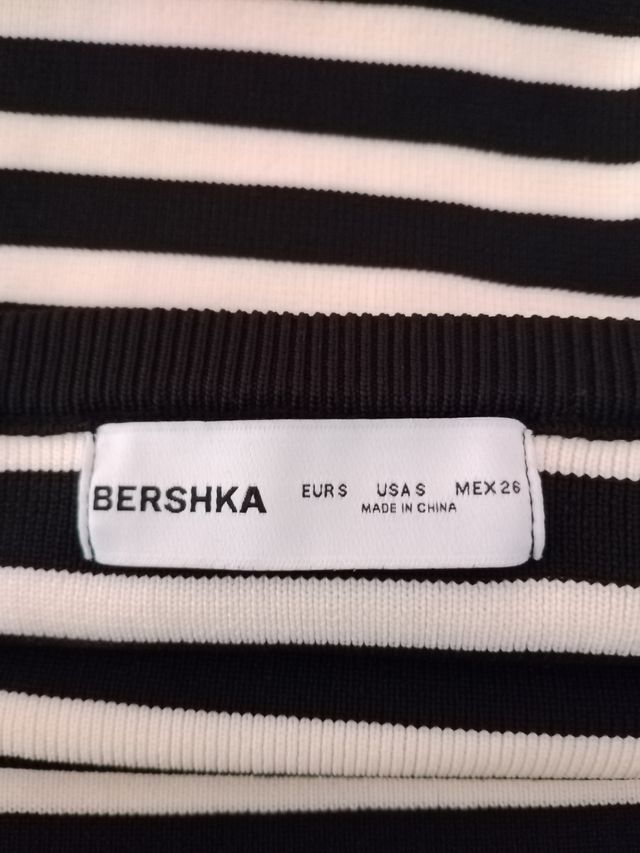 BERSHKA
EUR S USA S MEX 26
MADE IN CHINA